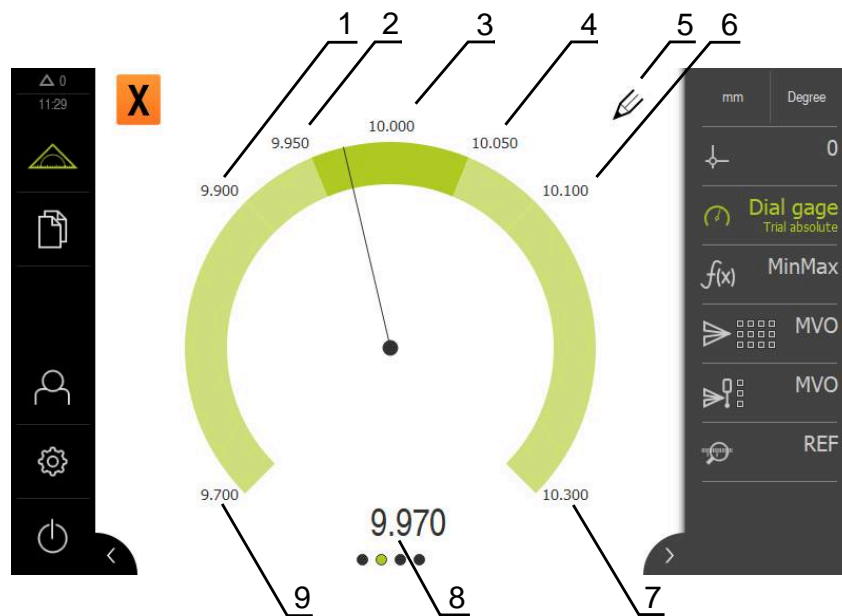 1 2 3 4 5 6
0
11:29
X
mm Degree
9.950 10.000 10.050
0
9.900 10.100
Dial gage
Trial absolute
f(x) MinMax
MVO
MVO
REF
9.700 10.300
9.970
9 8 7